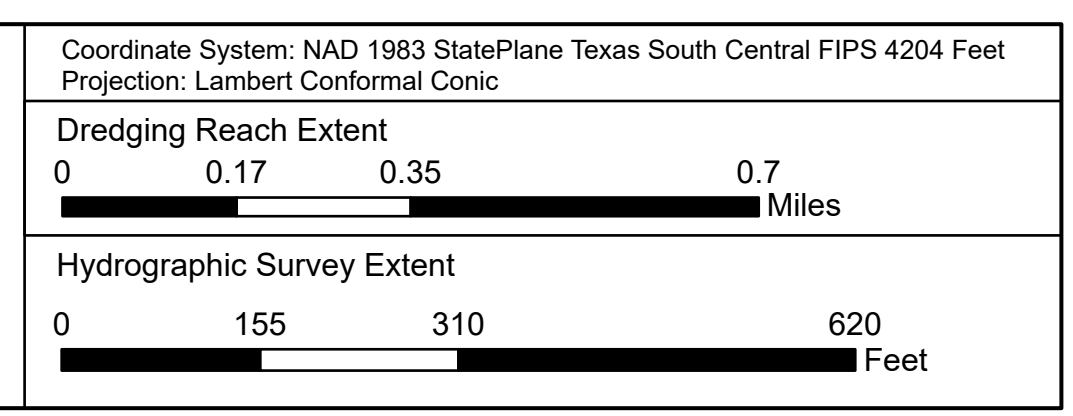 Coordinate System: NAD 1983 StatePlane Texas South Central FIPS 4204 Feet
Projection: Lambert Conformal Conic
Dredging Reach Extent
0 0.17 0.35 0.7
Miles
Hydrographic Survey Extent
0 155 310 620
Feet